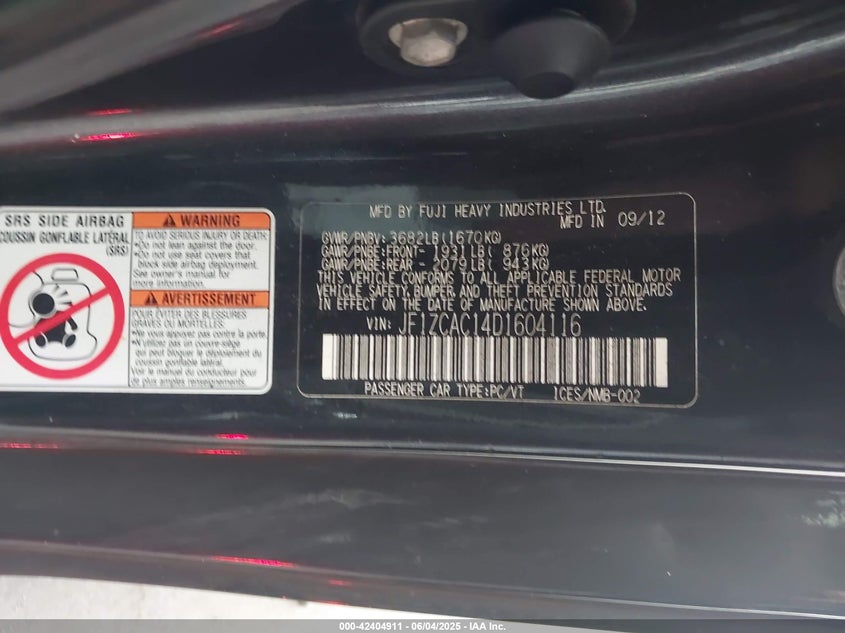 SRS SIDE AIRBAG
COUSSIN GONFLABLE LATÉRAL
(SRS)
WARNING
TO AVOID SERIOUS INJURY OR DEATH:
•Do not lean against the door.
•Do not use seat covers that
block side airbag deployment.
See owner's manual for
more information.
AVERTISSEMENT
POUR ÉVITER DES BLESSURES
GRAVES OU MORTELLES:
•Ne vous appuyez pas contre la porte.
•Ne pas utiliser un couvre-siège
qui peut bloquer le déploiement du
coussin gonflable latéral.
Voir le manuel du conducteur pour
de plus amples renseignements.
MFD BY FUJI HEAVY INDUSTRIES LTD.
MFD IN 09/12
GVWR/PNBV: 3682LB(1670KG)
GAWR/PNBE:FRONT- 1931LB( 876KG)
GAWR/PNBE:REAR - 2079LB( 943KG)
THIS VEHICLE CONFORMS TO ALL APPLICABLE FEDERAL MOTOR
VEHICLE SAFETY,BUMPER AND THEFT PREVENTION STANDARDS
IN EFFECT ON THE DATE OF MANUFACTURE SHOWN ABOVE.
VIN: JF1ZCAC14D1604116
PASSENGER CAR TYPE:PC/VT ICES/NMB-002
000-42404911 - 06/04/2025 - IAA Inc.